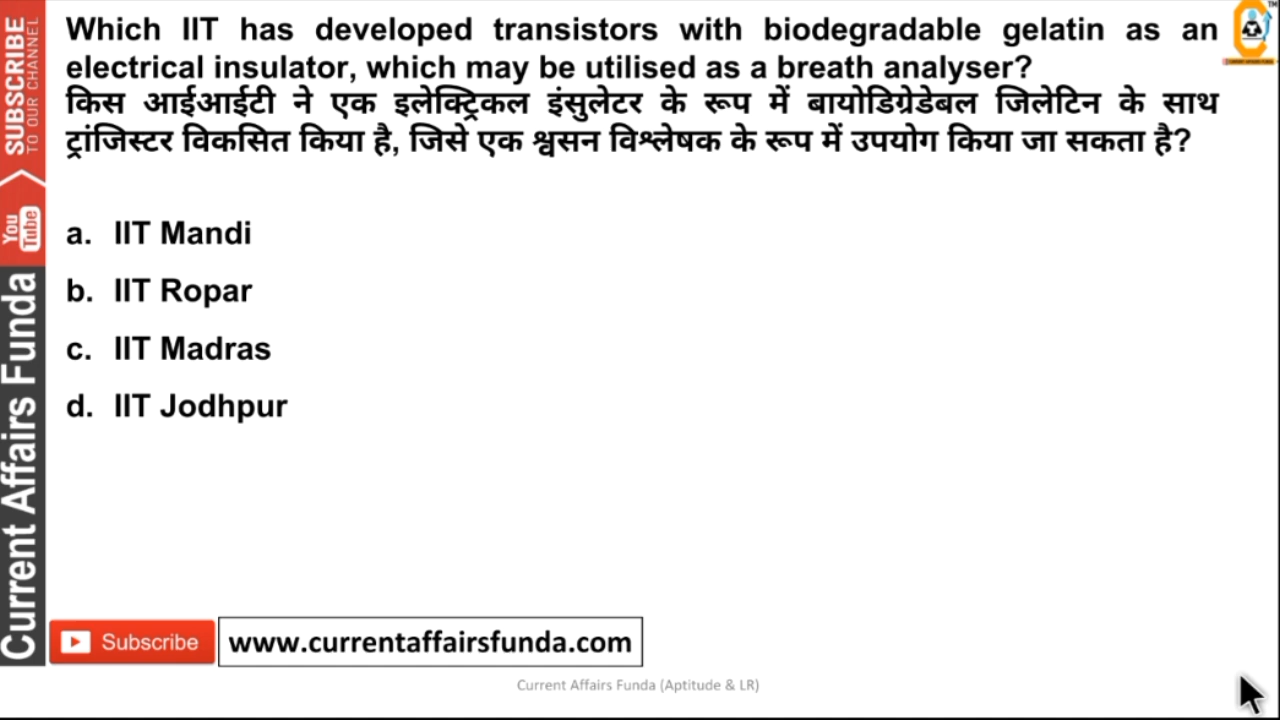 Which IIT has developed transistors with biodegradable gelatin as an
electrical insulator, which may be utilised as a breath analyser?
किस आईआईटी ने एक इलेक्ट्रिकल इंसुलेटर के रूप में बायोडिग्रेडेबल जिलेटिन के साथ
ट्रांजिस्टर विकसित किया है, जिसे एक श्वसन विश्लेषक के रूप में उपयोग किया जा सकता है?
a. IIT Mandi
b. IIT Ropar
c. IIT Madras
d. IIT Jodhpur
SUBSCRIBE
TO OUR CHANNEL
You
Tube
Current Affairs Funda
Subscribe
www.currentaffairsfunda.com
Current Affairs Funda (Aptitude & LR)